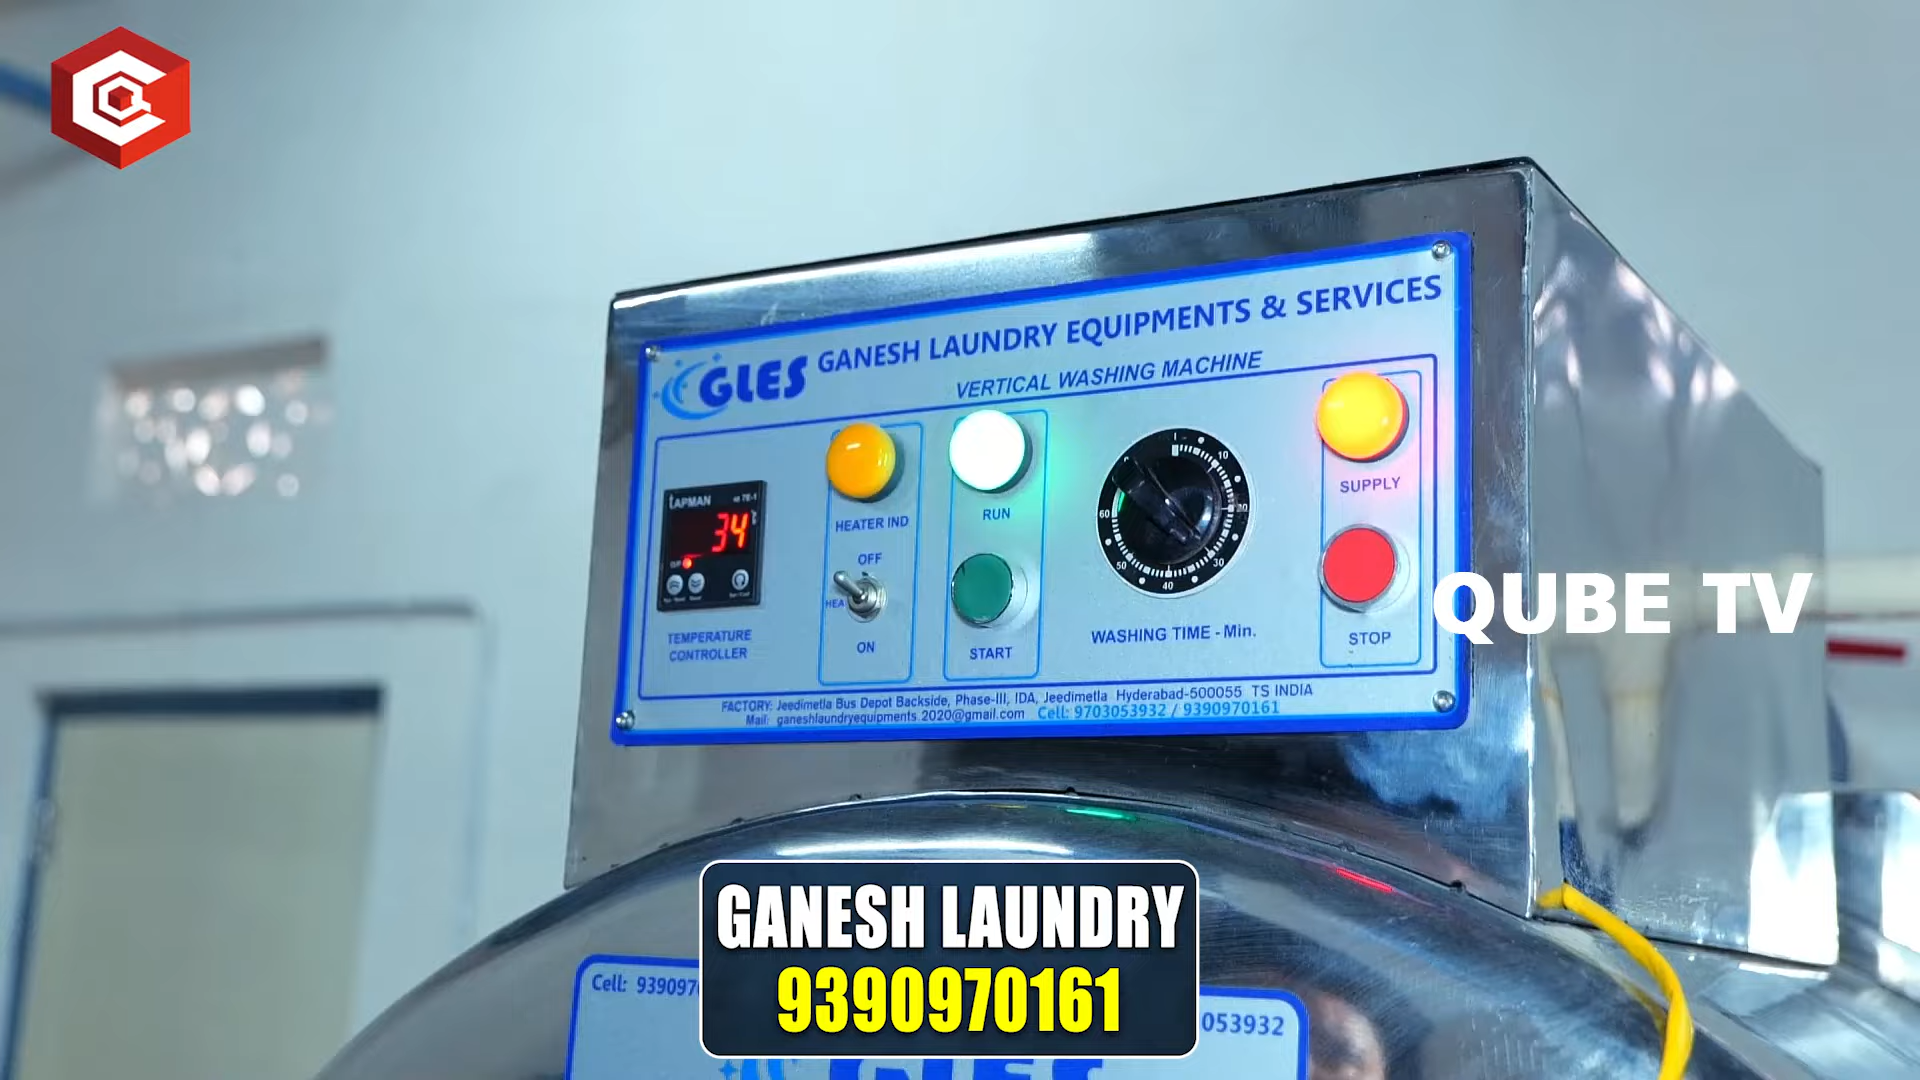 GLES GANESH LAUNDRY EQUIPMENTS & SERVICES
VERTICAL WASHING MACHINE
TAPMAN
34
TEMPERATURE
CONTROLLER
HEATER IND
OFF
HEA
ON
RUN
START
10
20
30
40
50
60
WASHING TIME - Min.
SUPPLY
STOP
QUBE TV
FACTORY: Jeedimetla Bus Depot Backside, Phase-III, IDA, Jeedimetla Hyderabad-500055 TS INDIA
Mail: ganeshlaundryequipments.2020@gmail.com Cell: 9703053932 / 9390970161
GANESH LAUNDRY
9390970161
Cell: 9390970
053932
GLES